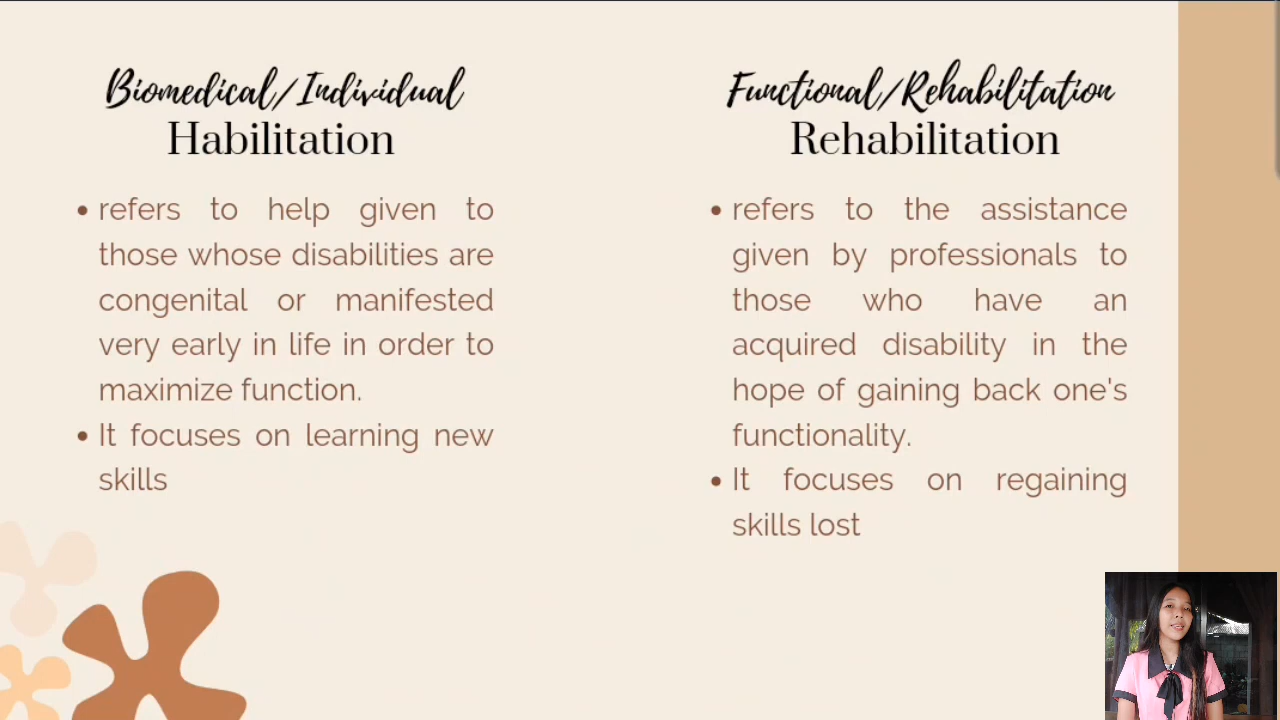 Biomedical/Individual
Habilitation
• refers to help given to
those whose disabilities are
congenital or manifested
very early in life in order to
maximize function.
• It focuses on learning new
skills
Functional/Rehabilitation
Rehabilitation
• refers to the assistance
given by professionals to
those who have an
acquired disability in the
hope of gaining back one's
functionality.
• It focuses on regaining
skills lost